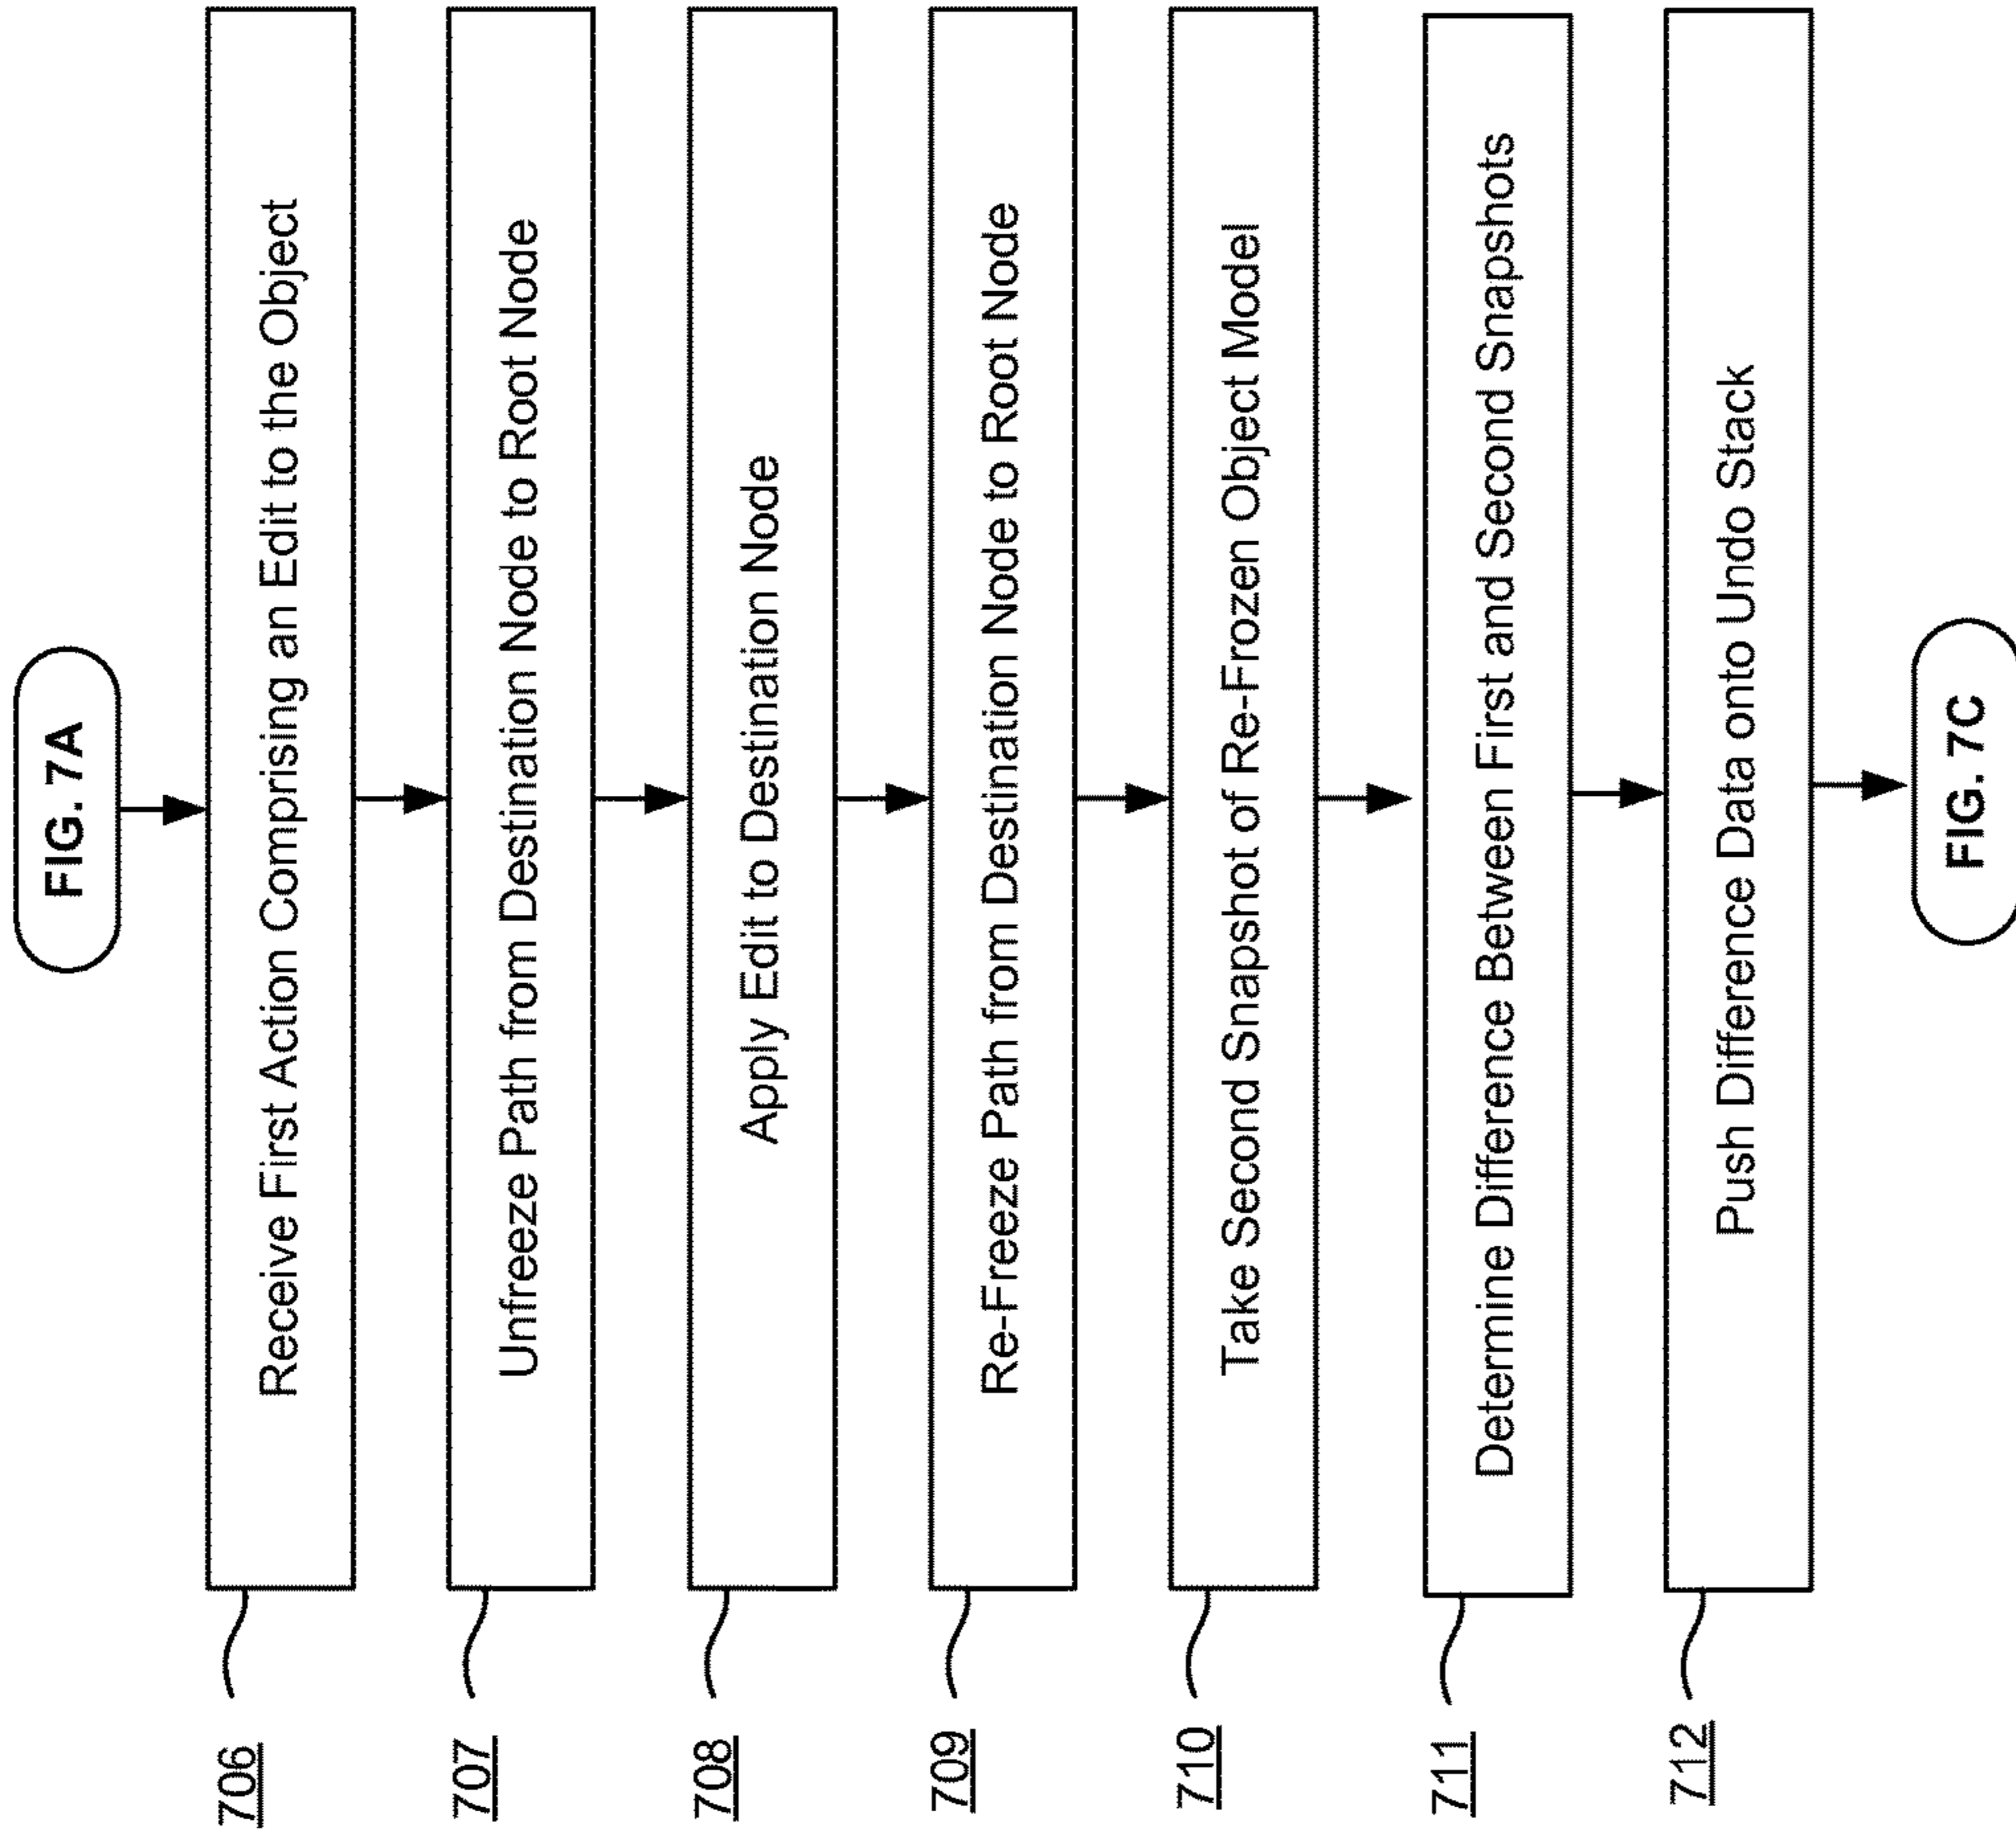 FIG. 7A
706
Receive First Action Comprising an Edit to the Object
707
Unfreeze Path from Destination Node to Root Node
708
Apply Edit to Destination Node
709
Re-Freeze Path from Destination Node to Root Node
710
Take Second Snapshot of Re-Frozen Object Model
711
Determine Difference Between First and Second Snapshots
712
Push Difference Data onto Undo Stack
FIG. 7C